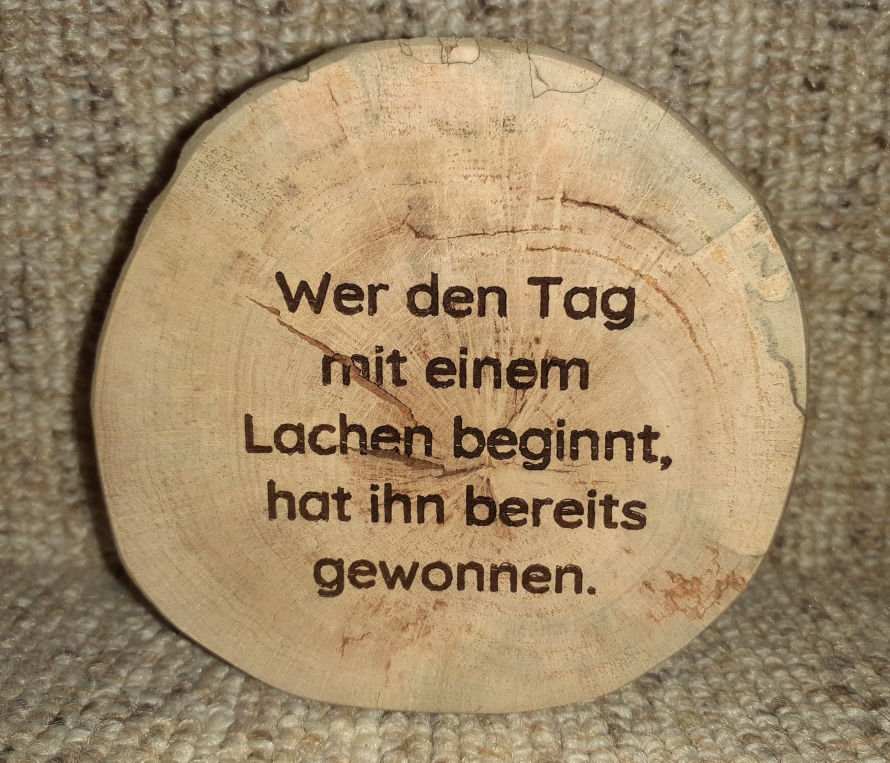 Wer den Tag
mit einem
Lachen beginnt,
hat ihn bereits
gewonnen.